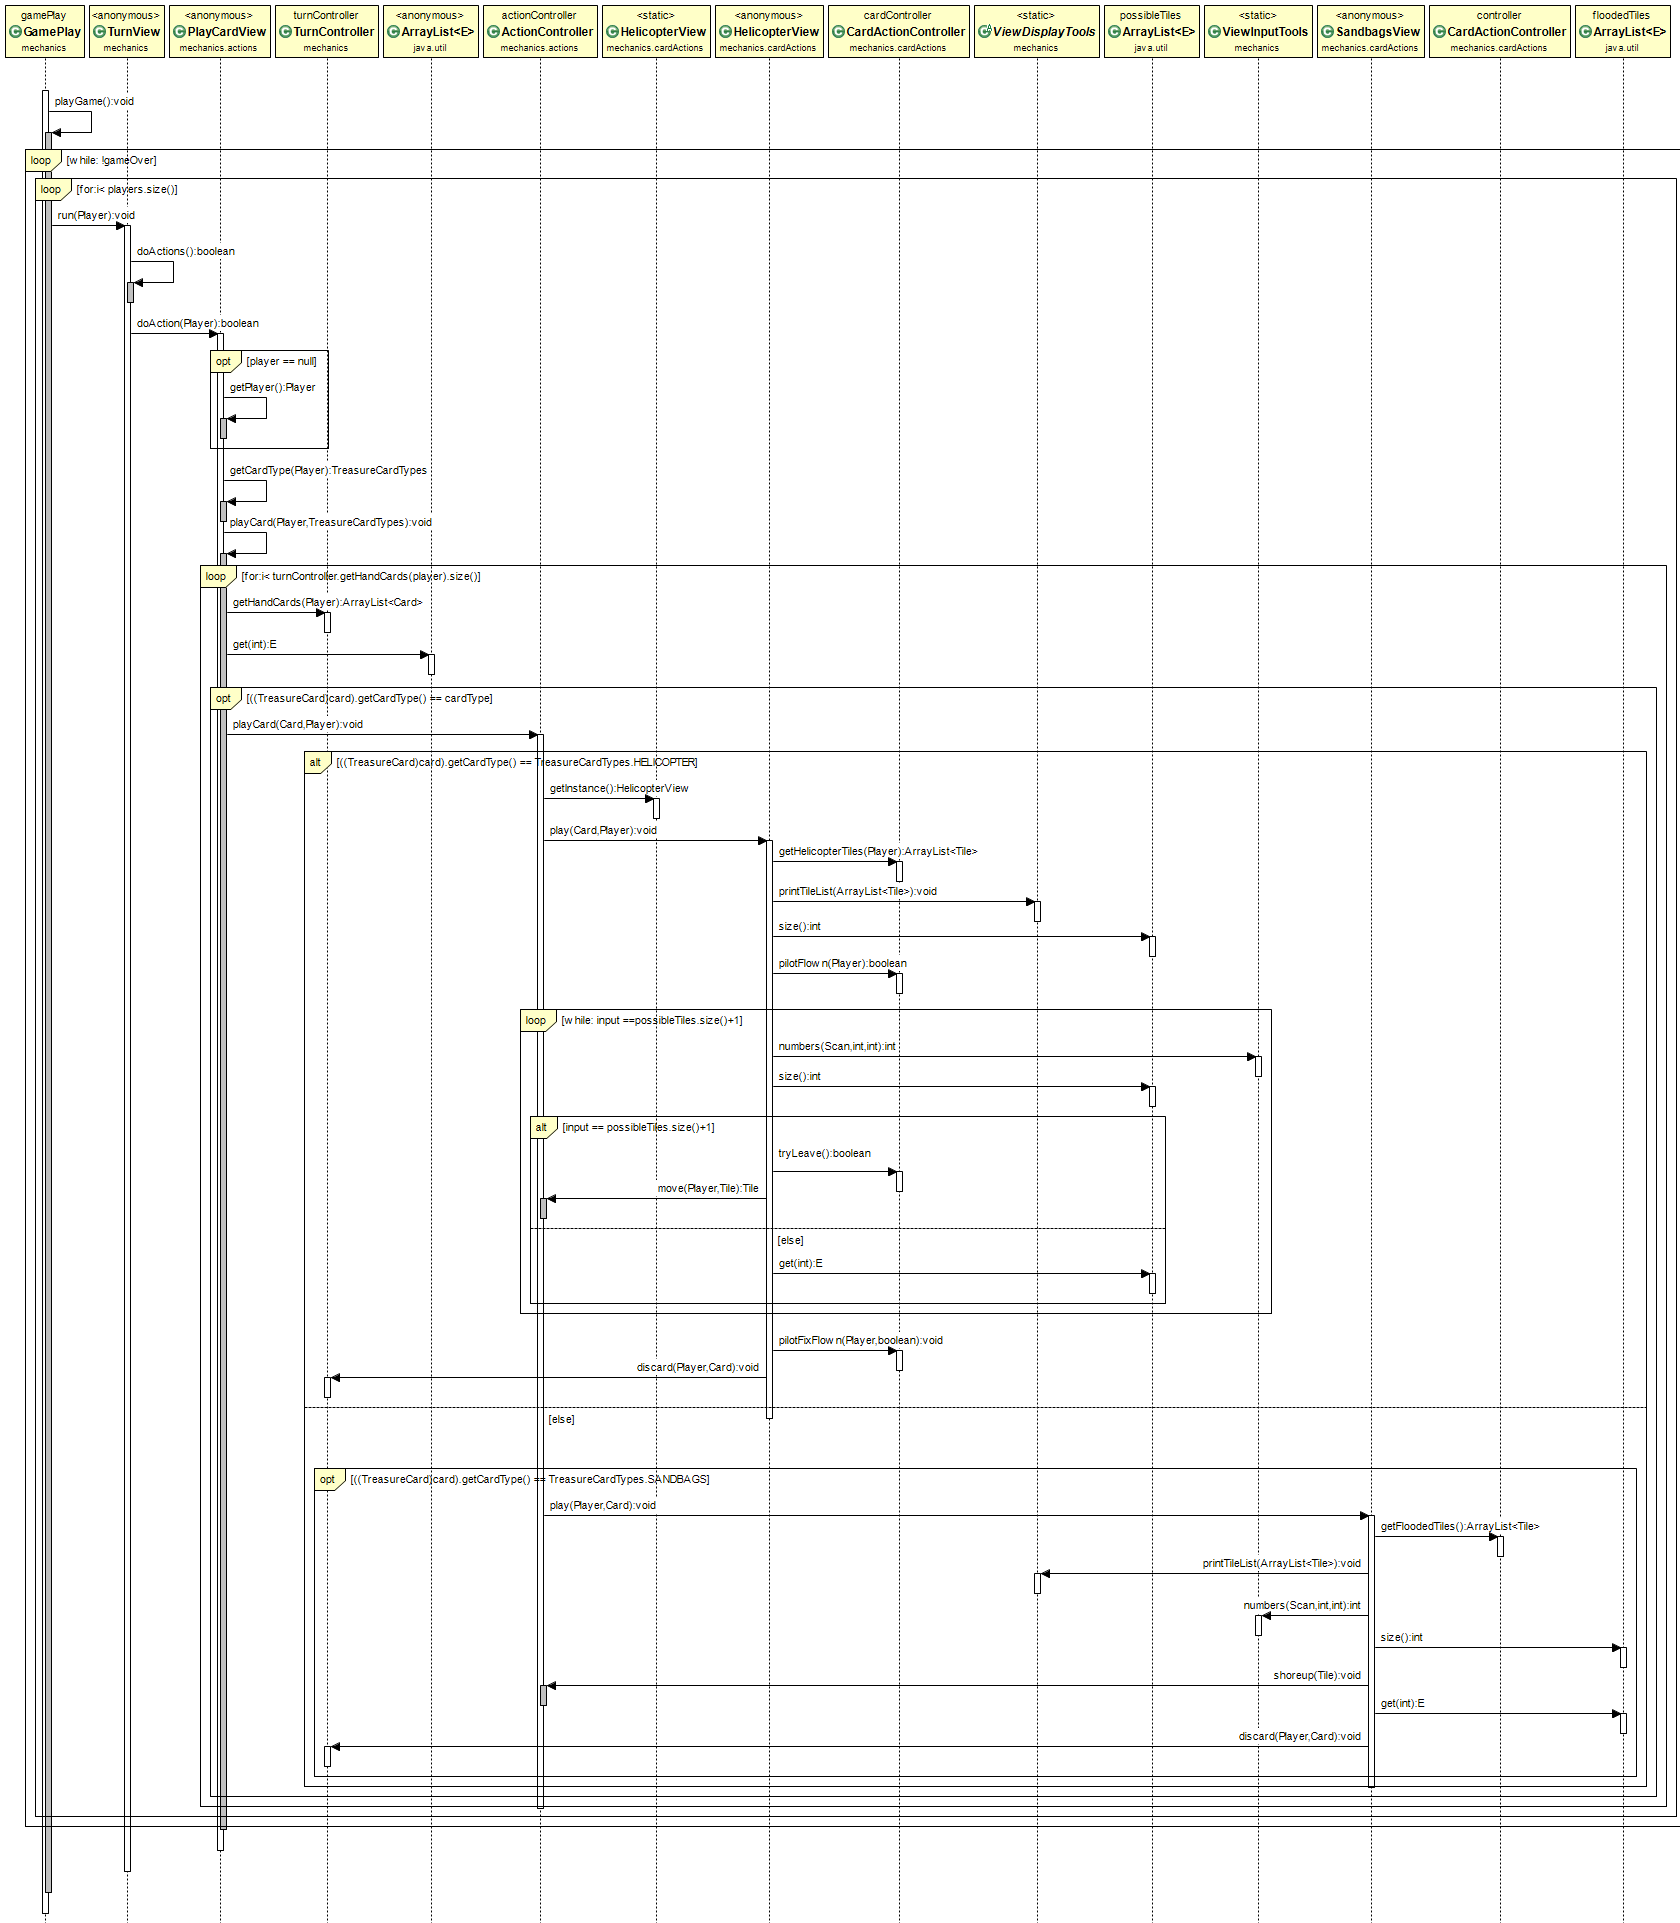 gamePlay
GamePlay
mechanics
<anonymous>
TurnView
mechanics
<anonymous>
PlayCardView
mechanics.actions
turnController
TurnController
mechanics
<anonymous>
ArrayList<E>
java.util
actionController
ActionController
mechanics.actions
<static>
HelicopterView
mechanics.cardActions
<anonymous>
HelicopterView
mechanics.cardActions
cardController
CardActionController
mechanics.cardActions
<static>
ViewDisplayTools
mechanics
possibleTiles
ArrayList<E>
java.util
<static>
ViewInputTools
mechanics
<anonymous>
SandbagsView
mechanics.cardActions
controller
CardActionController
mechanics.cardActions
floodedTiles
ArrayList<E>
java.util
playGame():void
loop [while: !gameOver]
loop [for:i< players.size()]
run(Player):void
doActions():boolean
doAction(Player):boolean
opt [player == null]
getPlayer():Player
getCardType(Player):TreasureCardTypes
playCard(Player,TreasureCardTypes):void
loop [for:i< turnController.getHandCards(player).size()]
getHandCards(Player):ArrayList<Card>
get(int):E
opt [((TreasureCard)card).getCardType() == cardType]
playCard(Card,Player):void
alt [((TreasureCard)card).getCardType() == TreasureCardTypes.HELICOPTER]
getInstance():HelicopterView
play(Card,Player):void
getHelicopterTiles(Player):ArrayList<Tile>
printTileList(ArrayList<Tile>):void
size():int
pilotFlown(Player):boolean
loop [while: input ==possibleTiles.size()+1]
numbers(Scan,int,int):int
size():int
alt [input == possibleTiles.size()+1]
tryLeave():boolean
move(Player,Tile):Tile
[else]
get(int):E
pilotFixFlown(Player,boolean):void
discard(Player,Card):void
[else]
opt [((TreasureCard)card).getCardType() == TreasureCardTypes.SANDBAGS]
play(Player,Card):void
getFloodedTiles():ArrayList<Tile>
printTileList(ArrayList<Tile>):void
numbers(Scan,int,int):int
size():int
shoreup(Tile):void
get(int):E
discard(Player,Card):void